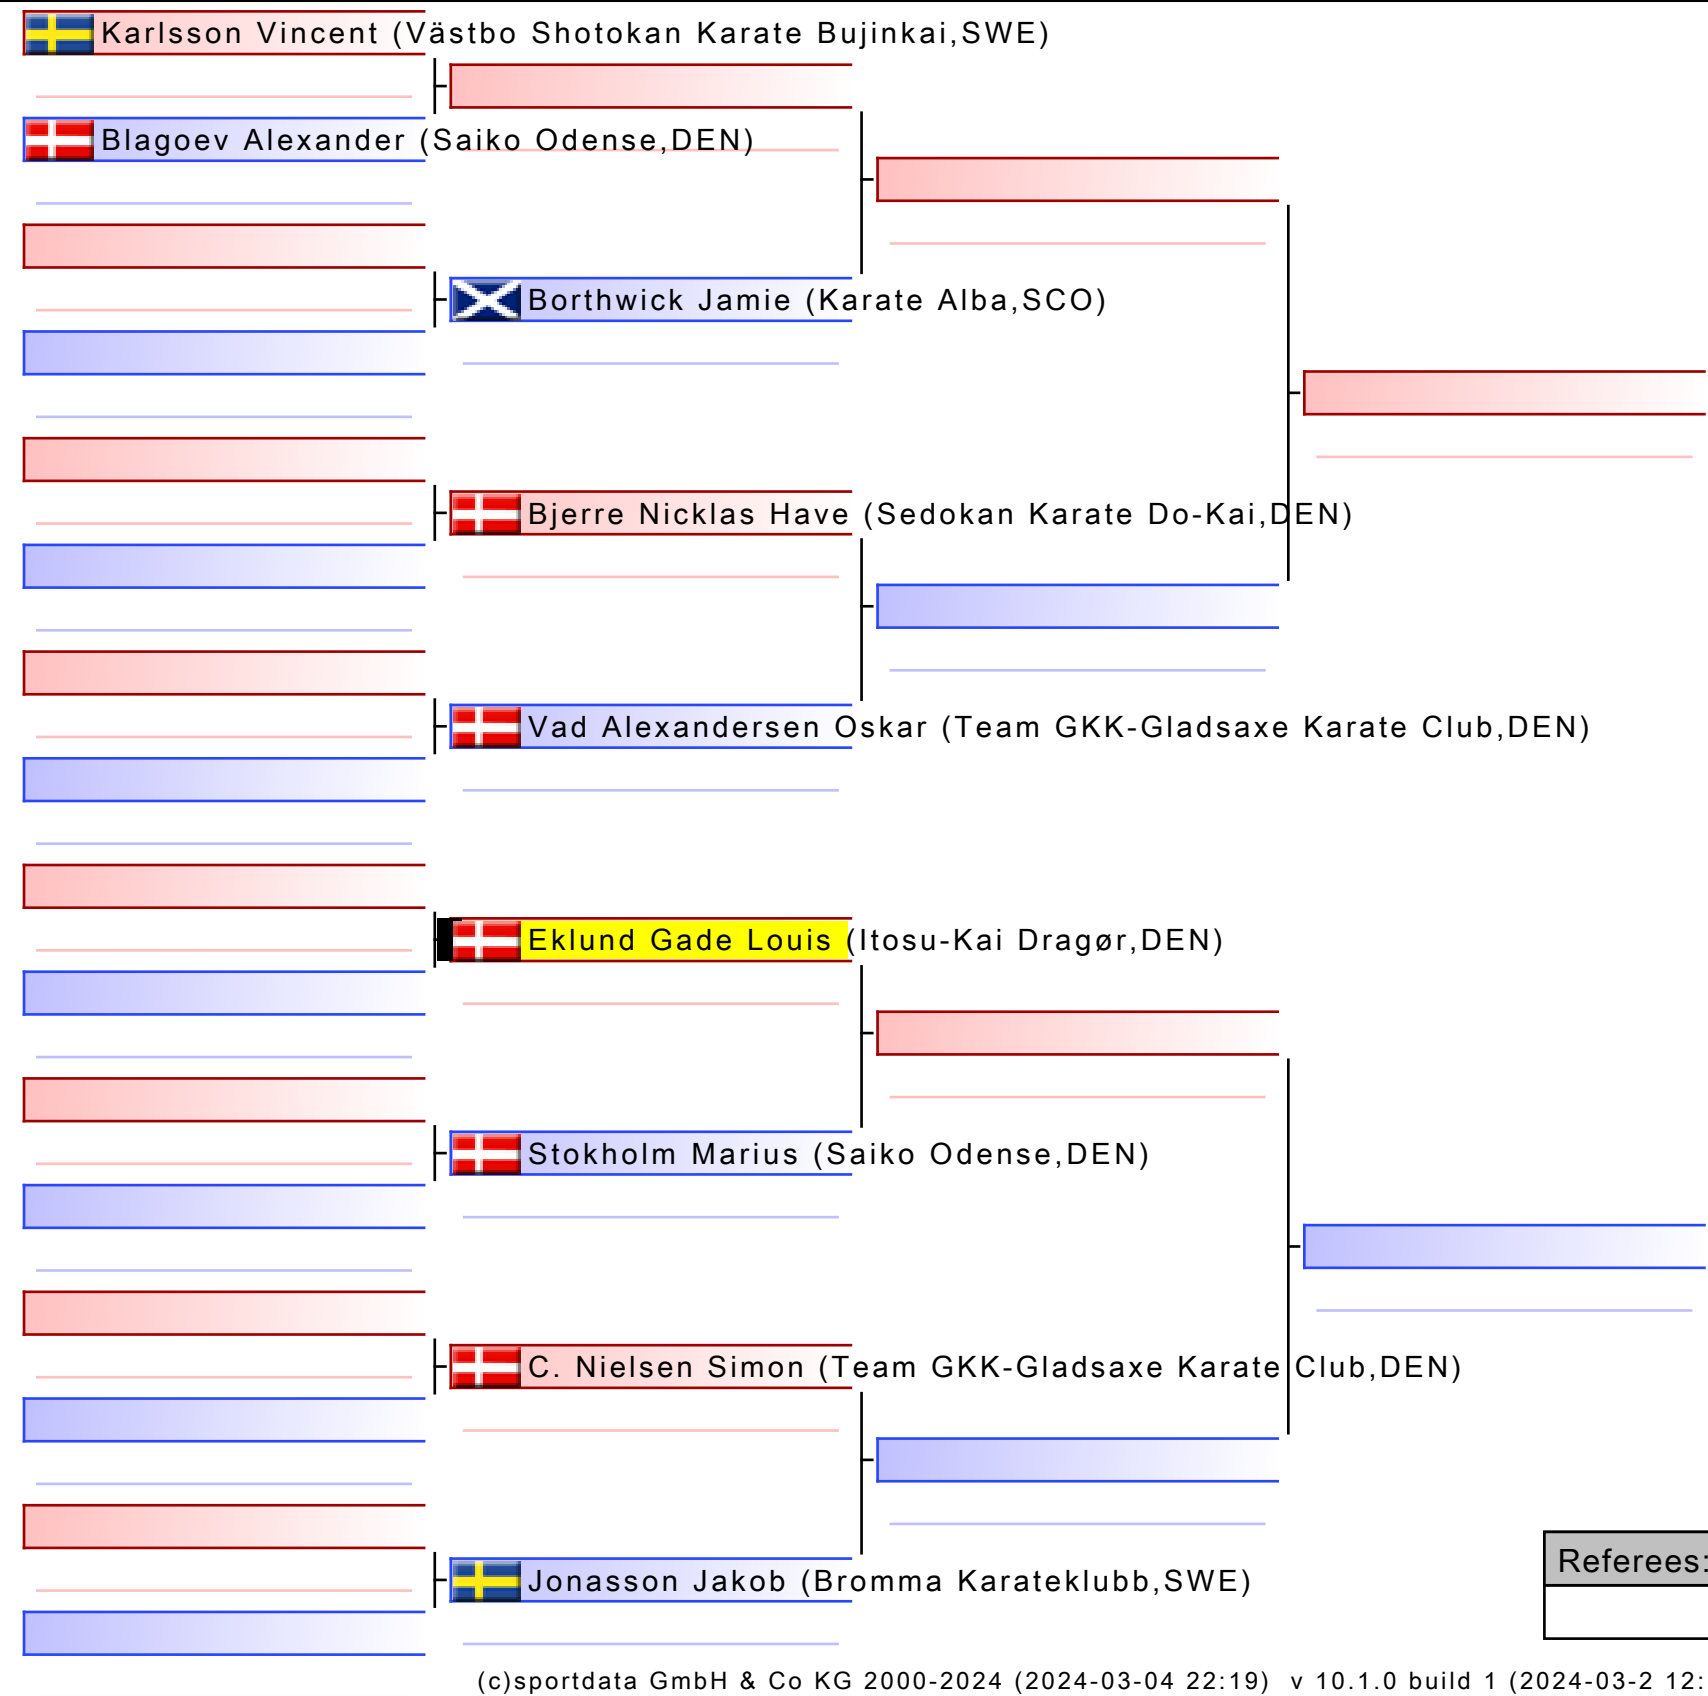 Karlsson Vincent (Västbo Shotokan Karate Bujinkai,SWE)
Blagoev Alexander (Saiko Odense,DEN)
Borthwick Jamie (Karate Alba,SCO)
Bjerre Nicklas Have (Sedokan Karate Do-Kai,DEN)
Vad Alexandersen Oskar (Team GKK-Gladsaxe Karate Club,DEN)
Eklund Gade Louis (Itosu-Kai Dragør,DEN)
Stokholm Marius (Saiko Odense,DEN)
C. Nielsen Simon (Team GKK-Gladsaxe Karate Club,DEN)
Referees:
Jonasson Jakob (Bromma Karateklubb,SWE)
(c)sportdata GmbH & Co KG 2000-2024 (2024-03-04 22:19) v 10.1.0 build 1 (2024-03-2 12: